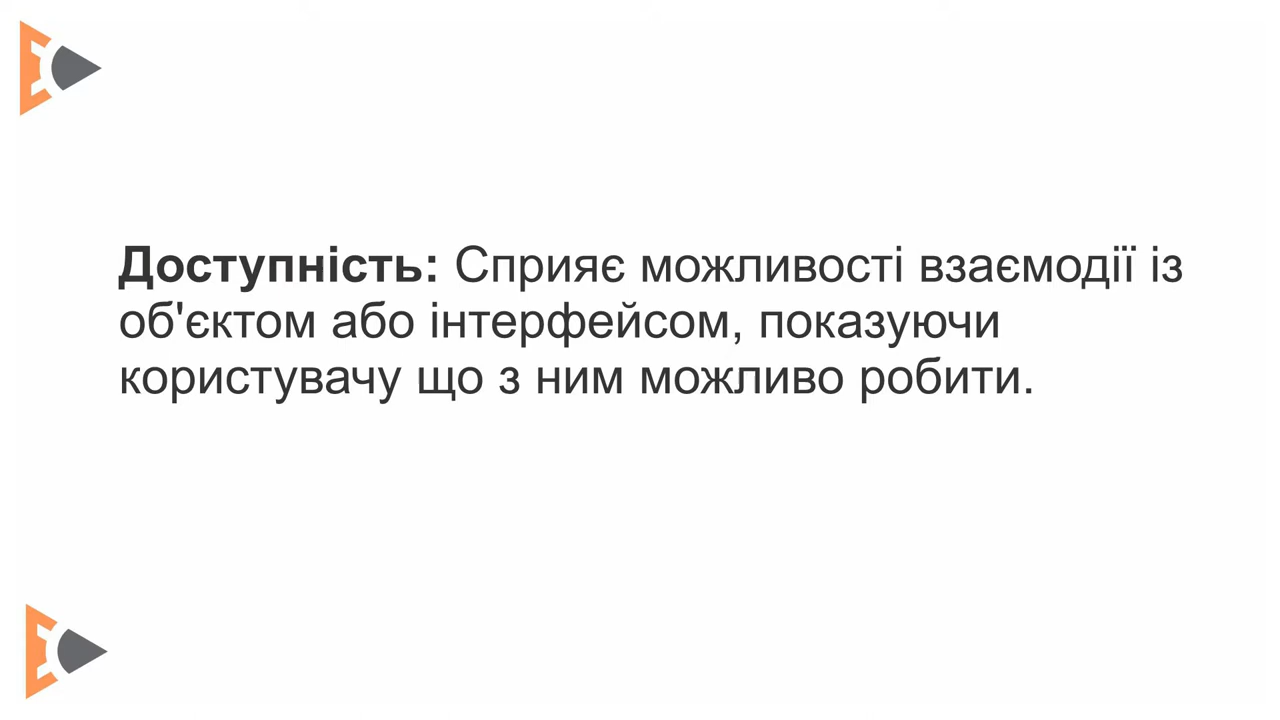 Доступність: Сприяє можливості взаємодії із
об'єктом або інтерфейсом, показуючи
користувачу що з ним можливо робити.